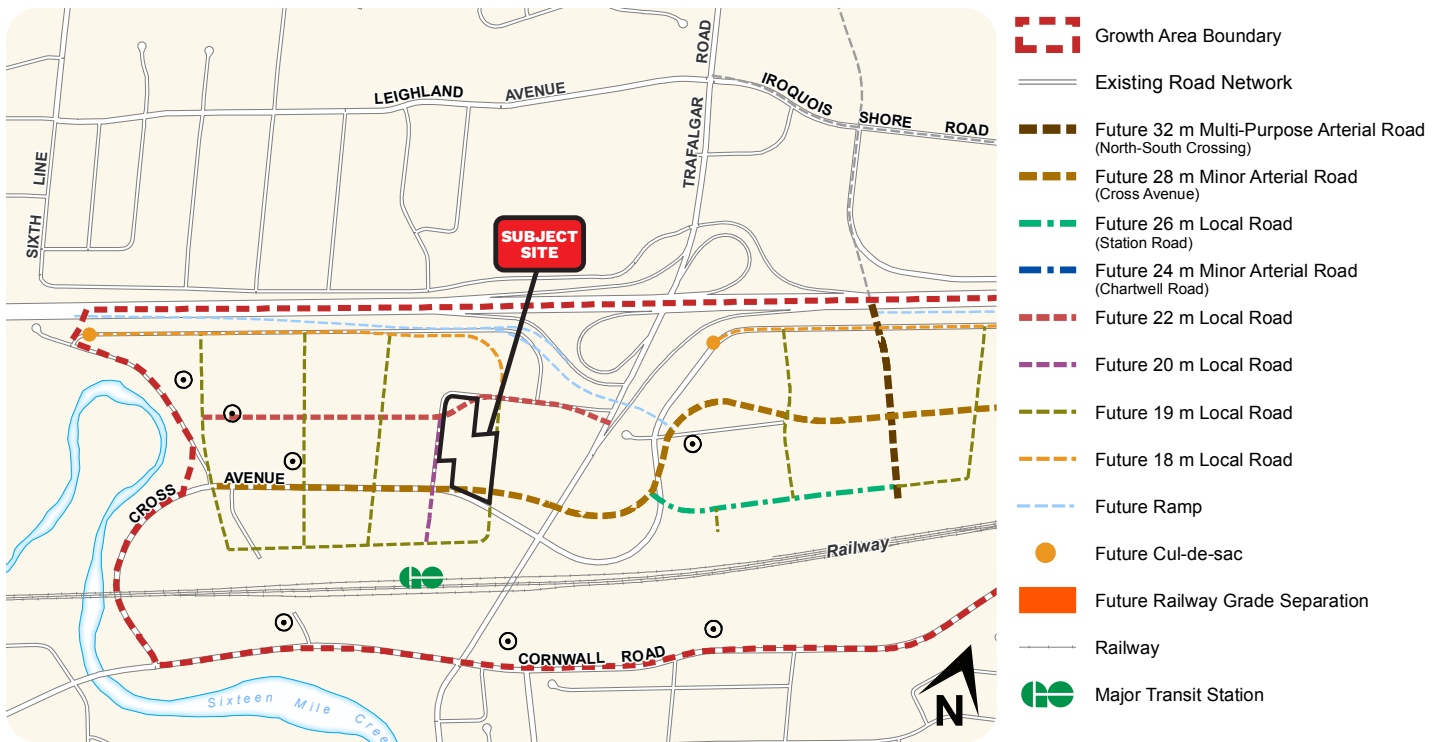 ROAD
TRAFALGAR
LEIGHLAND AVENUE
IROQUOIS
SHORE ROAD
SIXTH LINE
SUBJECT
SITE
CROSS
AVENUE
Railway
GO
CORNWALL ROAD
Sixteen Mile Cree
N
Growth Area Boundary
Existing Road Network
Future 32 m Multi-Purpose Arterial Road
(North-South Crossing)
Future 28 m Minor Arterial Road
(Cross Avenue)
Future 26 m Local Road
(Station Road)
Future 24 m Minor Arterial Road
(Chartwell Road)
Future 22 m Local Road
Future 20 m Local Road
Future 19 m Local Road
Future 18 m Local Road
Future Ramp
Future Cul-de-sac
Future Railway Grade Separation
Railway
GO
Major Transit Station